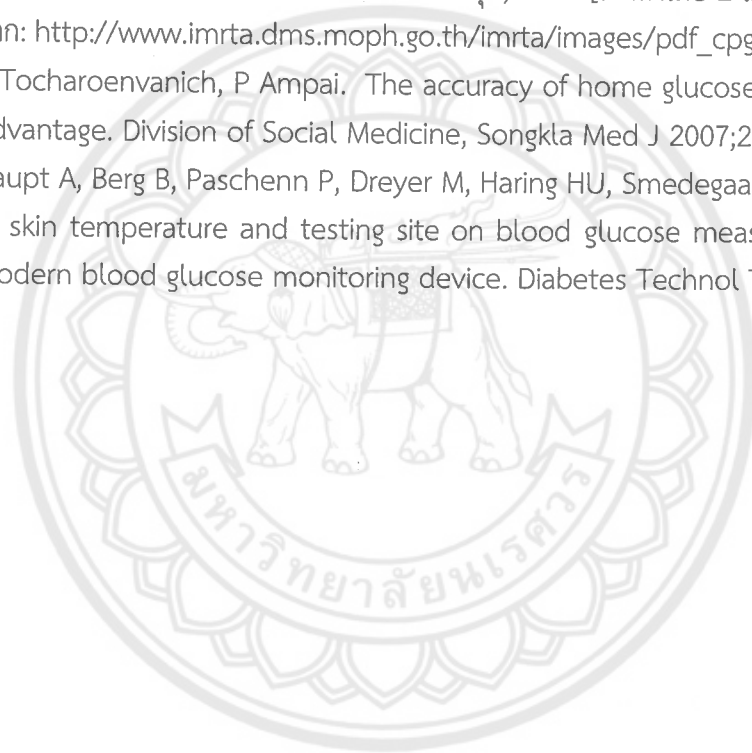 http://www.imrta.dms.moph.go.th/imrta/images/pdf_cpg
Tocharoenvanich, P Ampai. The accuracy of home glucose
dvantage. Division of Social Medicine, Songkla Med J 2007;2
aupt A, Berg B, Paschenn P, Dreyer M, Haring HU, Smedegaa
skin temperature and testing site on blood glucose meas
odern blood glucose monitoring device. Diabetes Technol
มหาวิทยาลัยนเรศวร